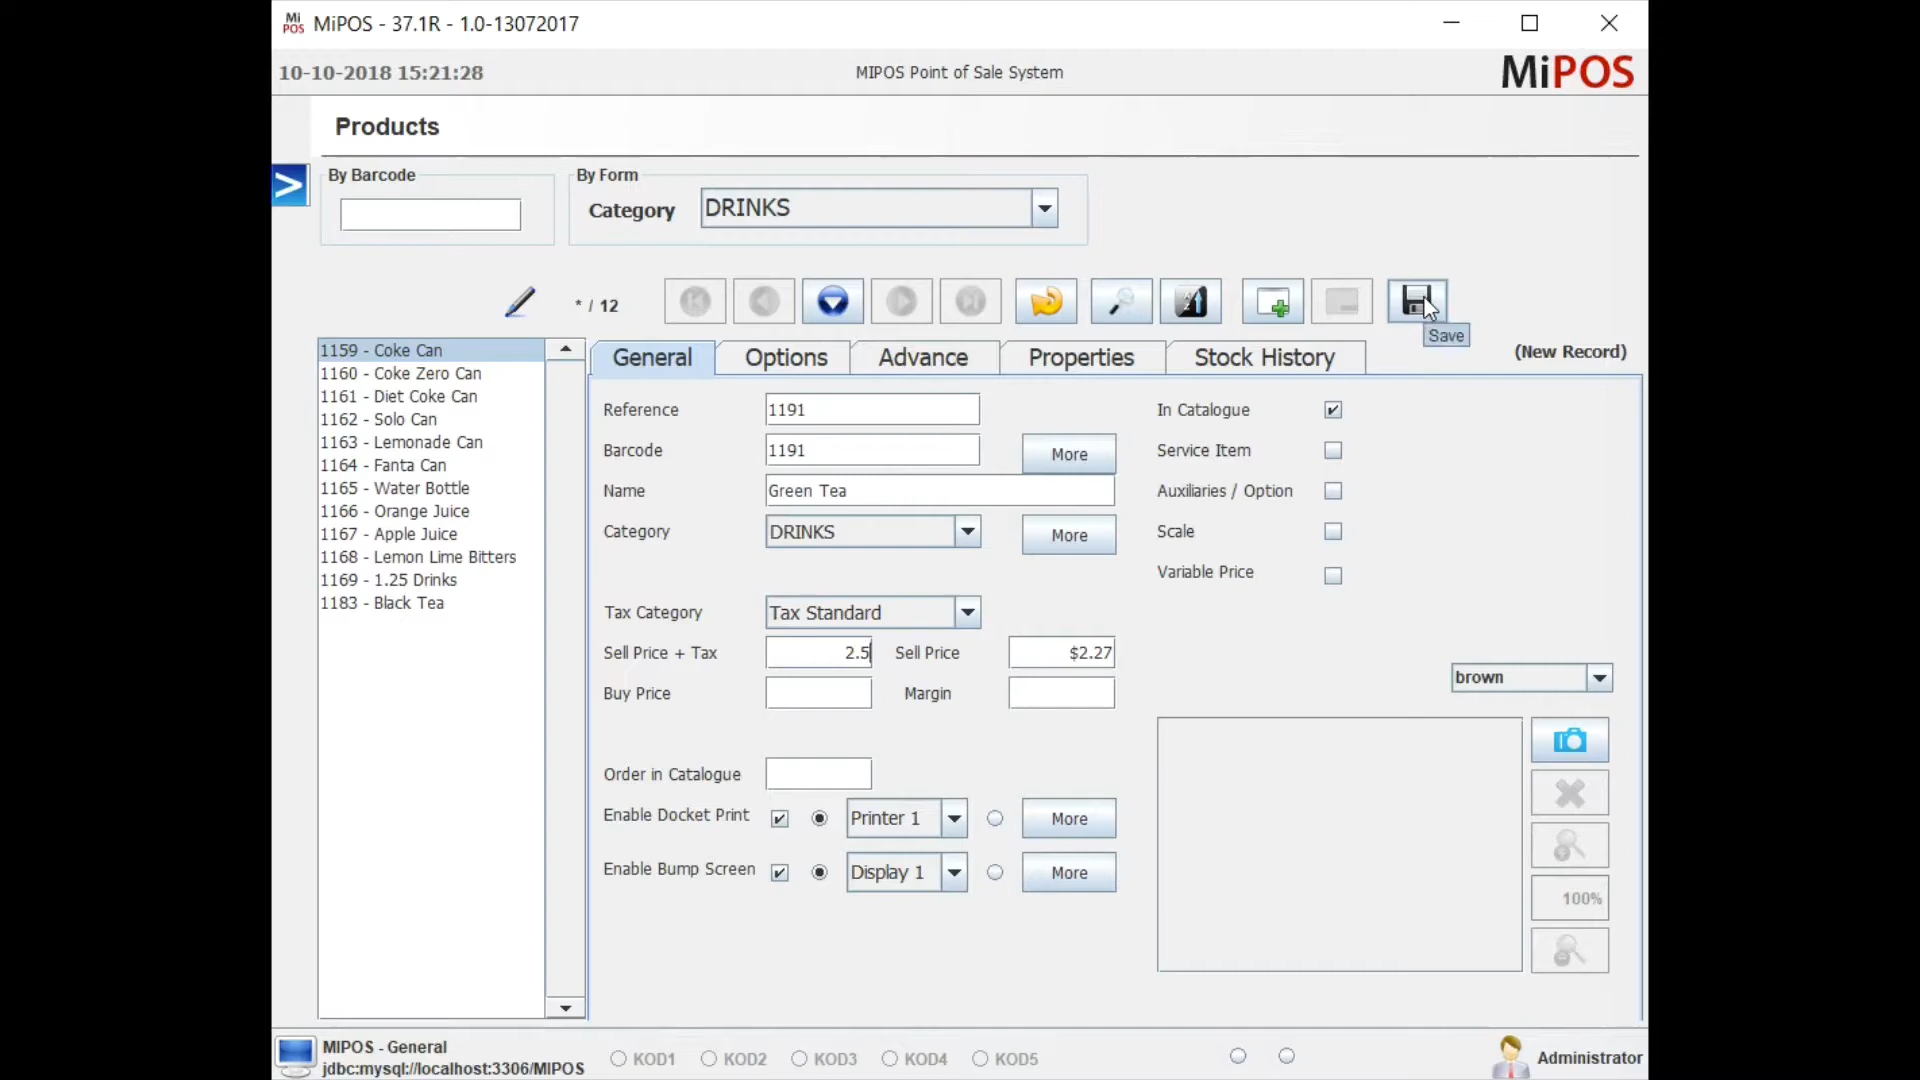 Mi
POS
MiPOS - 37.1R - 1.0-13072017
10-10-2018 15:21:28
MIPOS Point of Sale System
MiPOS
Products
>
By Barcode
By Form
Category
DRINKS
* / 12
Save
(New Record)
1159 - Coke Can
1160 - Coke Zero Can
1161 - Diet Coke Can
1162 - Solo Can
1163 - Lemonade Can
1164 - Fanta Can
1165 - Water Bottle
1166 - Orange Juice
1167 - Apple Juice
1168 - Lemon Lime Bitters
1169 - 1.25 Drinks
1183 - Black Tea
General
Options
Advance
Properties
Stock History
Reference
1191
In Catalogue
Barcode
1191
More
Service Item
Name
Green Tea
Auxiliaries / Option
Category
DRINKS
More
Scale
Variable Price
Tax Category
Tax Standard
Sell Price + Tax
2.5
Sell Price
$2.27
Buy Price
Margin
brown
Order in Catalogue
Enable Docket Print
Printer 1
More
Enable Bump Screen
Display 1
More
100%
MIPOS - General
jdbc:mysql://localhost:3306/MIPOS
KOD1
KOD2
KOD3
KOD4
KOD5
Administrator